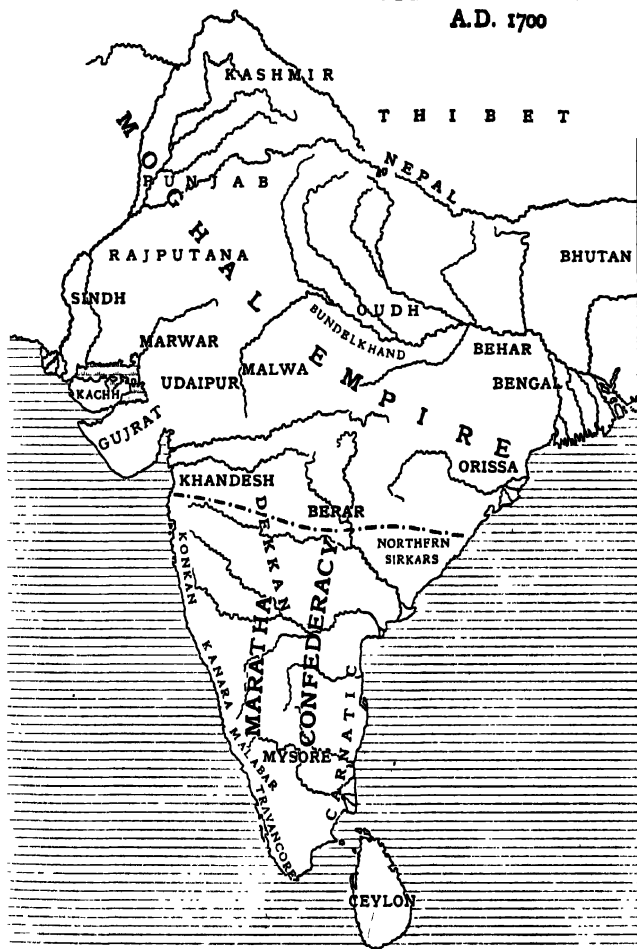 A.D. 1700
KASHMIR
THIBET
MOGHAL EMPIRE
NEPAL
PUNJAB
RAJPUTANA
BHUTAN
SINDH
OUDH
BUNDELKHAND
MARWAR
BEHAR
MALWA
UDAIPUR
BENGAL
KACHH
GUJRAT
ORISSA
KHANDESH
BERAR
DEKKAN
NORTHERN
SIRKARS
KONKAN
MARATHA
CONFEDERACY
KANARA
CARNATIC
MALABAR
MYSORE
TRAVANCORE
CEYLON